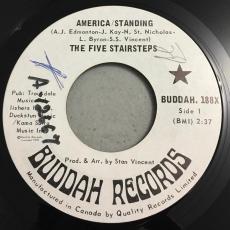 AMERICA/STANDING
(A.J. Edmonton-J. Kay-N. St. Nicholas-
L. Byron-S.S. Vincent)
THE FIVE STAIRSTEPS
Pub: Trousdale
Music
BUDDAH. 188X
Side 1
(BMI) 2:37
Prod. & Arr. by Stan Vincent
BUDDAH RECORDS
Manufactured in Canada by Quality Records Limited